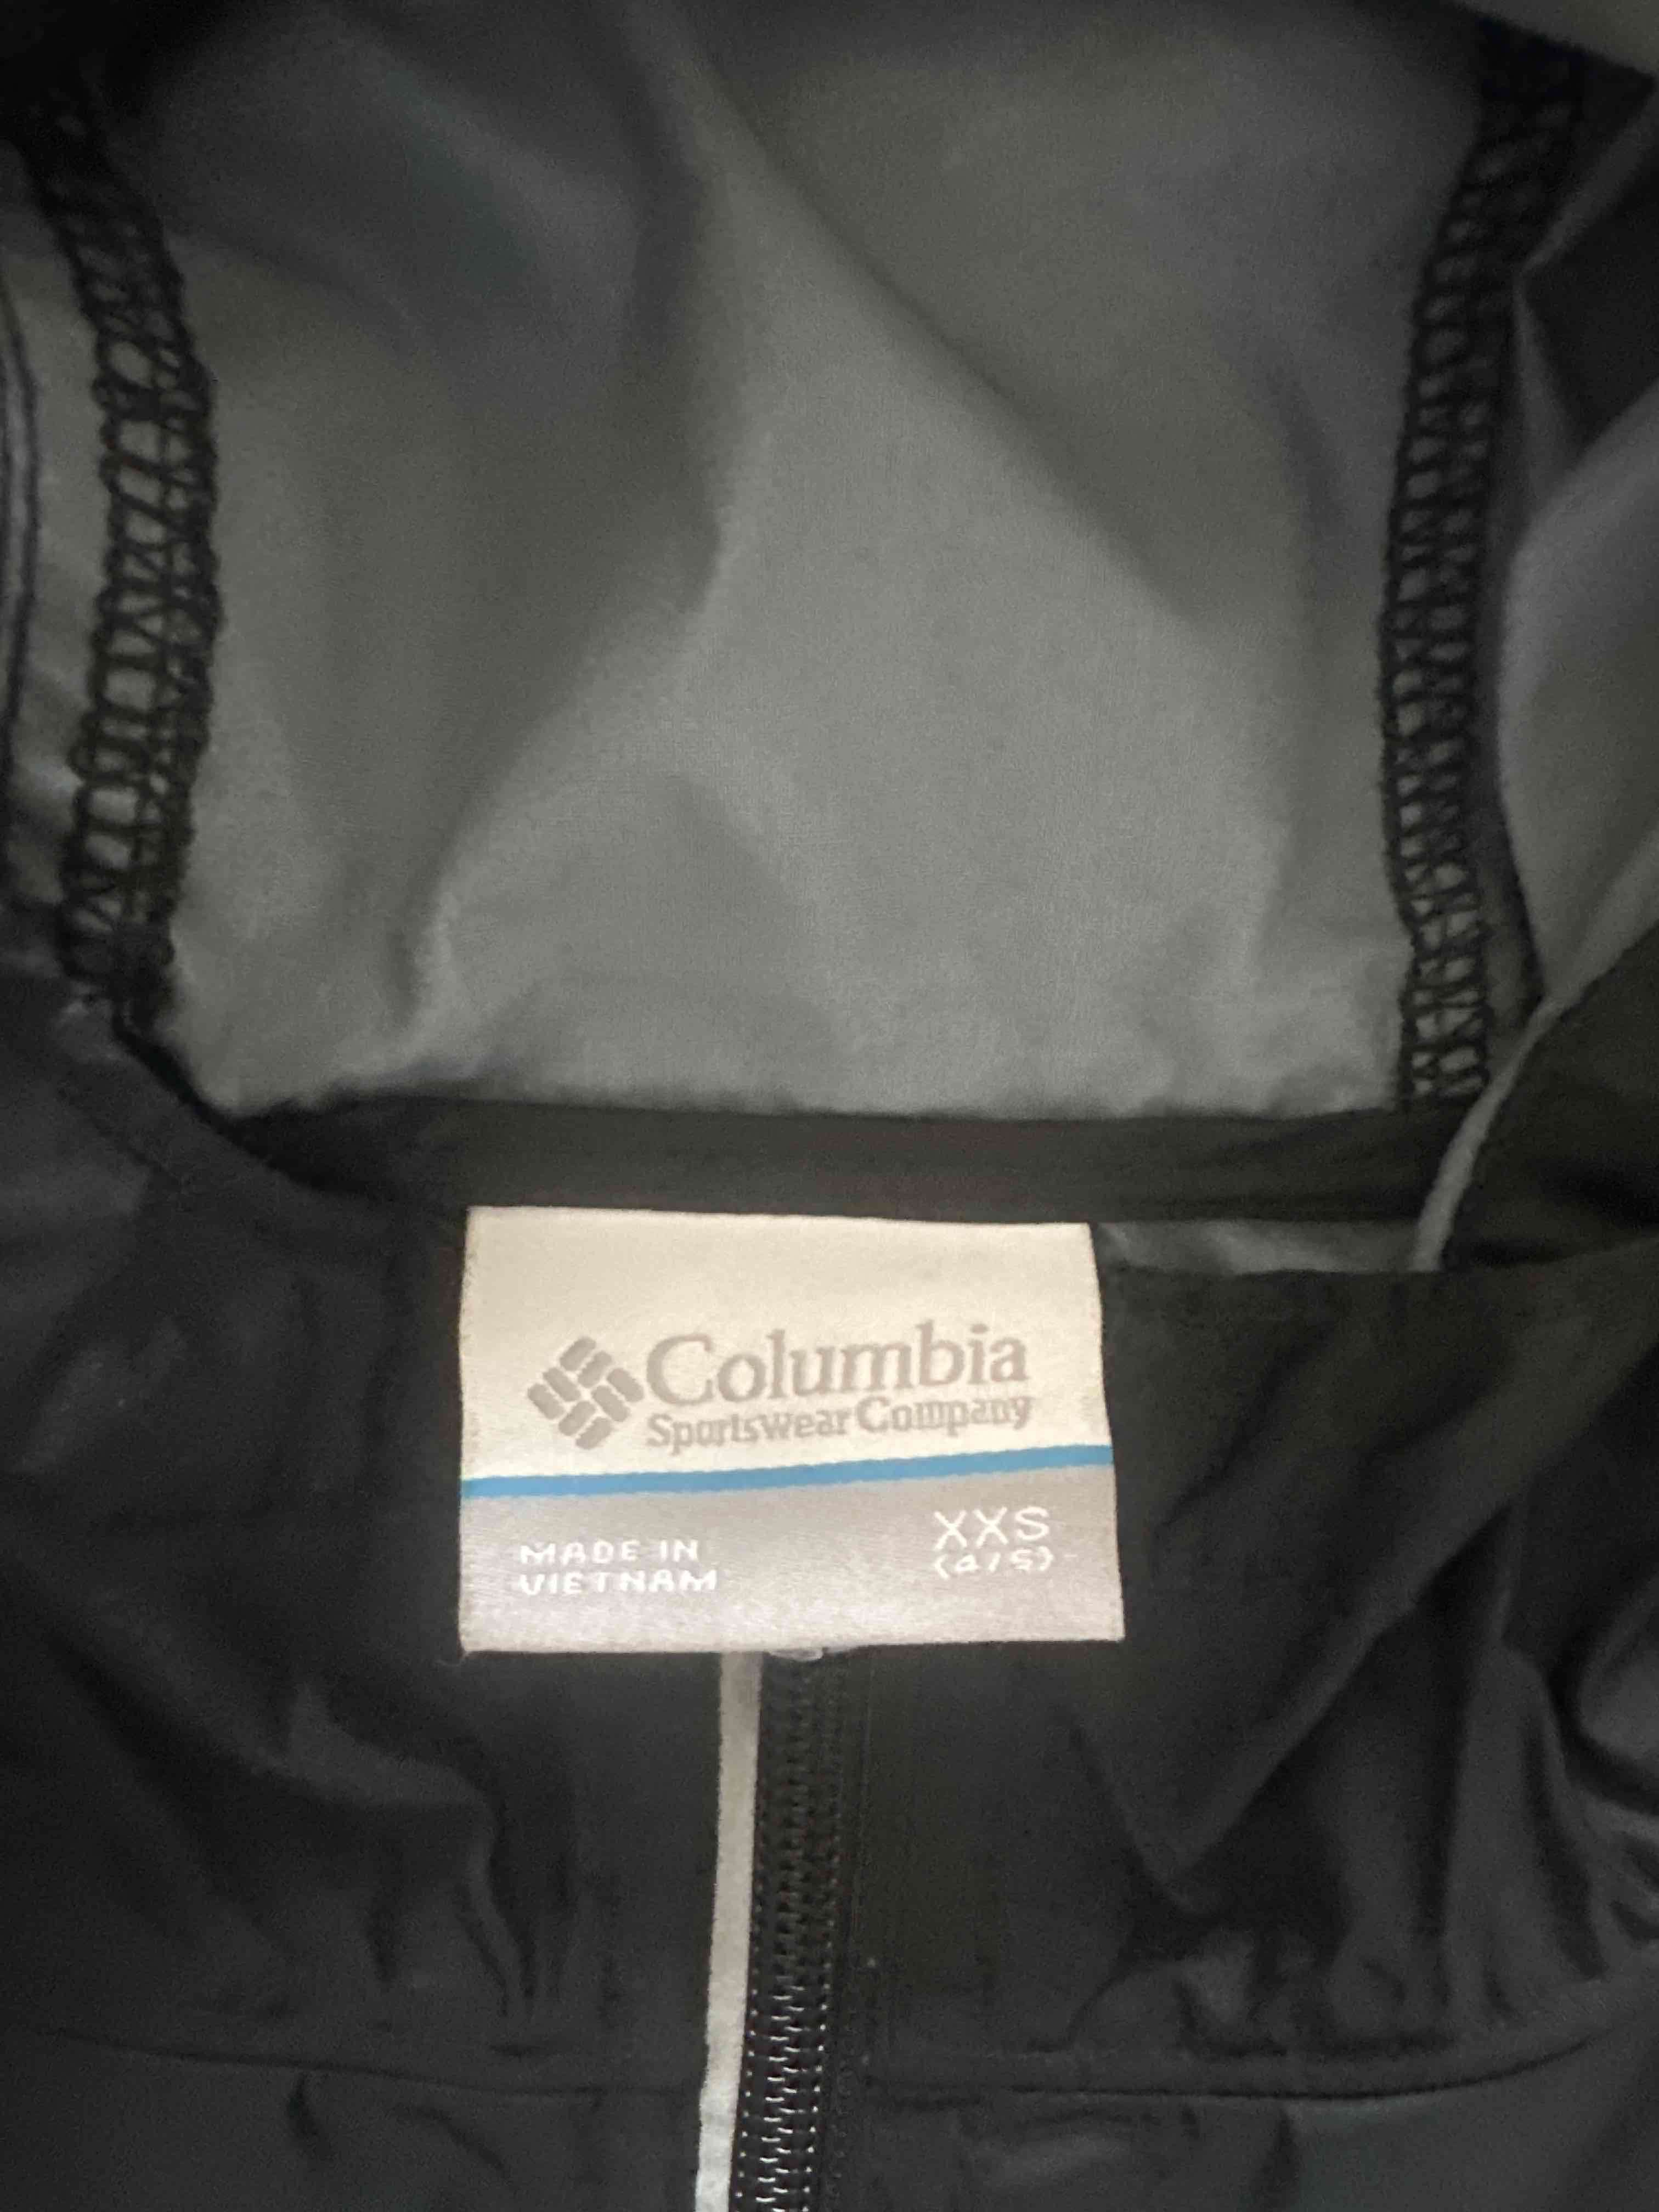 Columbia
Sportswear Company
XXS
(4/5)
MADE IN
VIETNAM